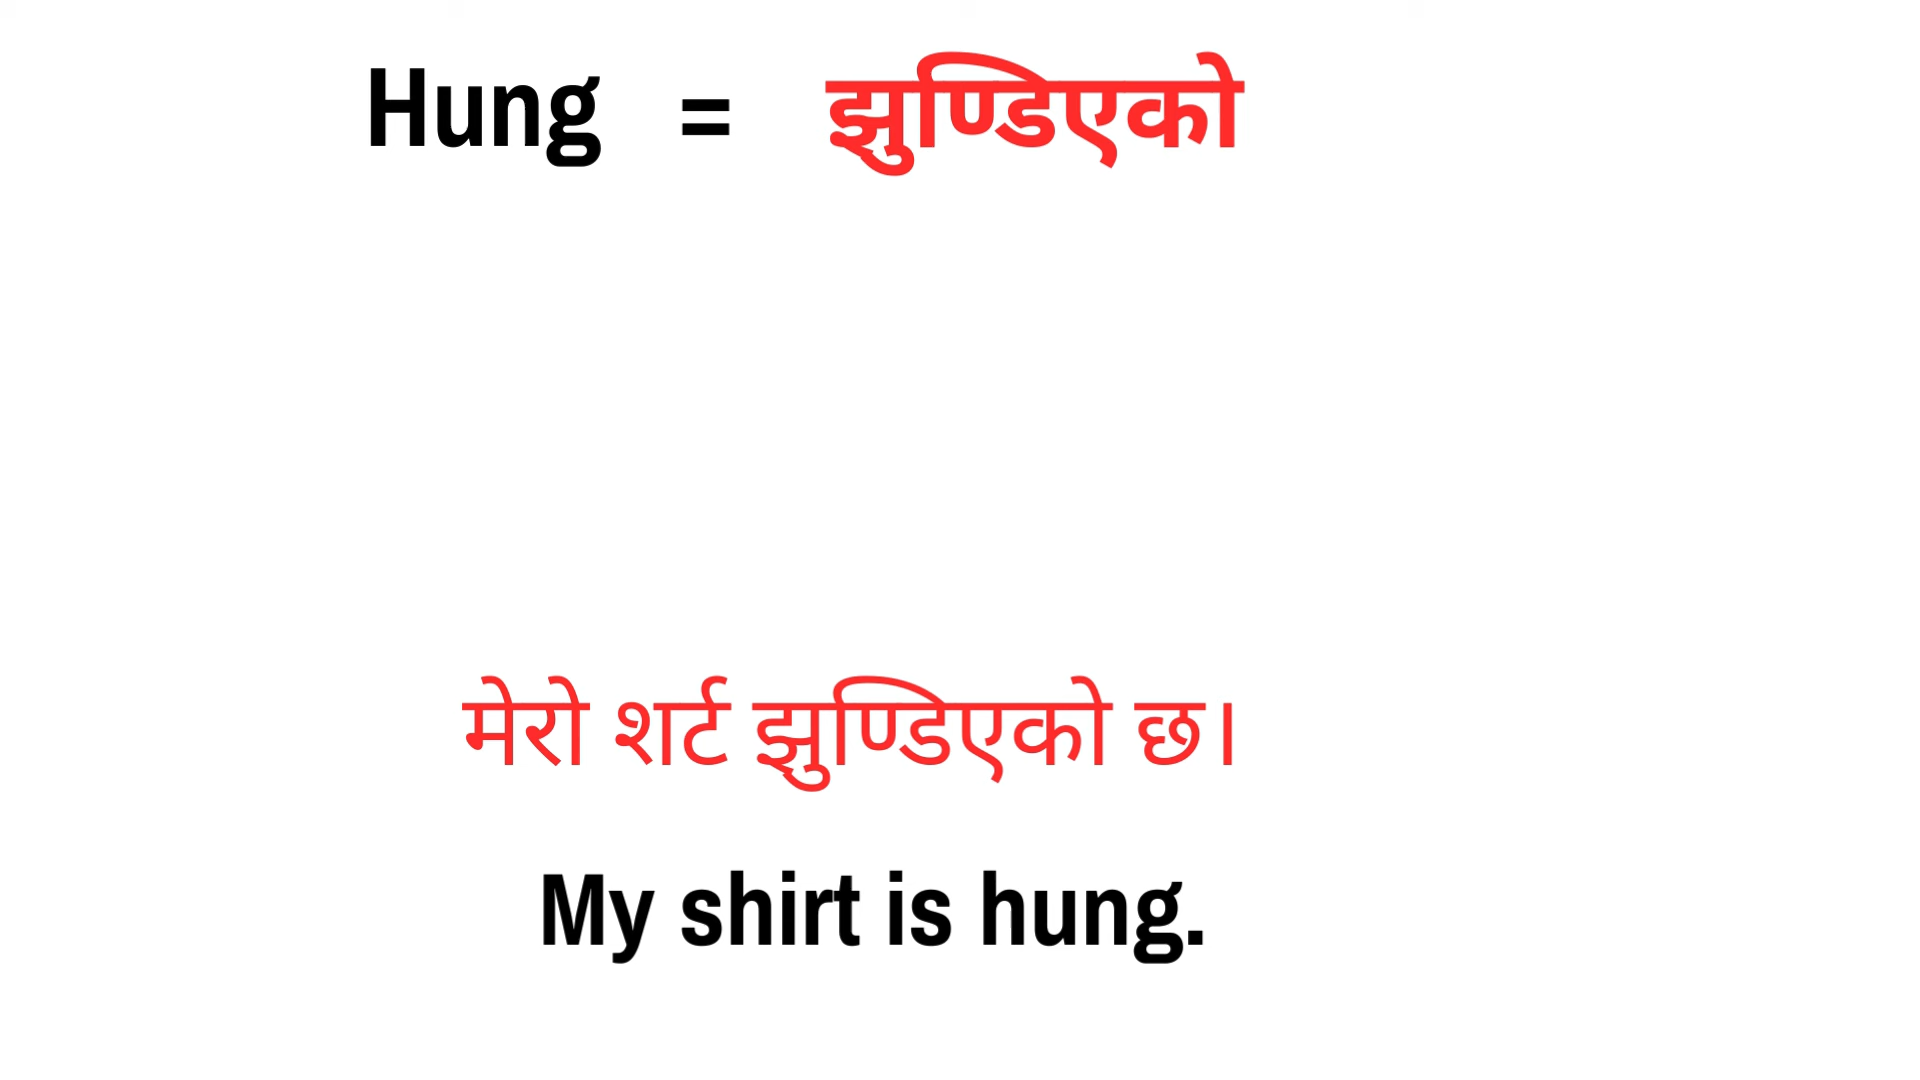 Hung = झुण्डिएको
मेरो शर्ट झुण्डिएको छ।
My shirt is hung.